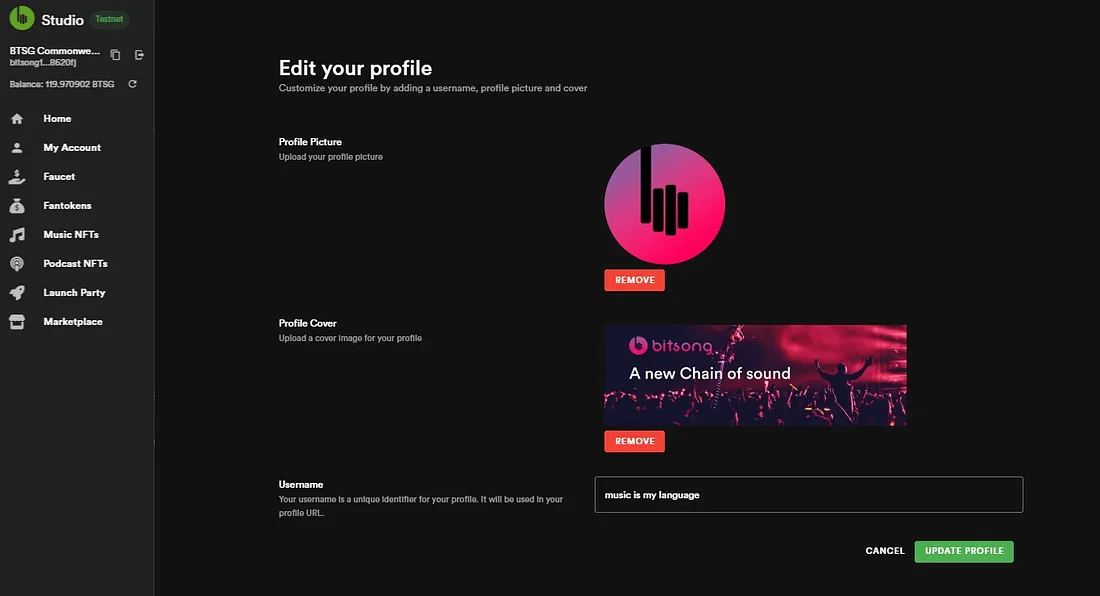 Studio Testnet
BTSG Commonwe...
bitsong1...8620fj
Balance: 119.970902 BTSG
Home
My Account
Faucet
Fantokens
Music NFTs
Podcast NFTs
Launch Party
Marketplace
Edit your profile
Customize your profile by adding a username, profile picture and cover
Profile Picture
Upload your profile picture
REMOVE
Profile Cover
Upload a cover image for your profile
bitsong
A new Chain of sound
REMOVE
Username
Your username is a unique identifier for your profile. It will be used in your
profile URL.
music is my language
CANCEL UPDATE PROFILE